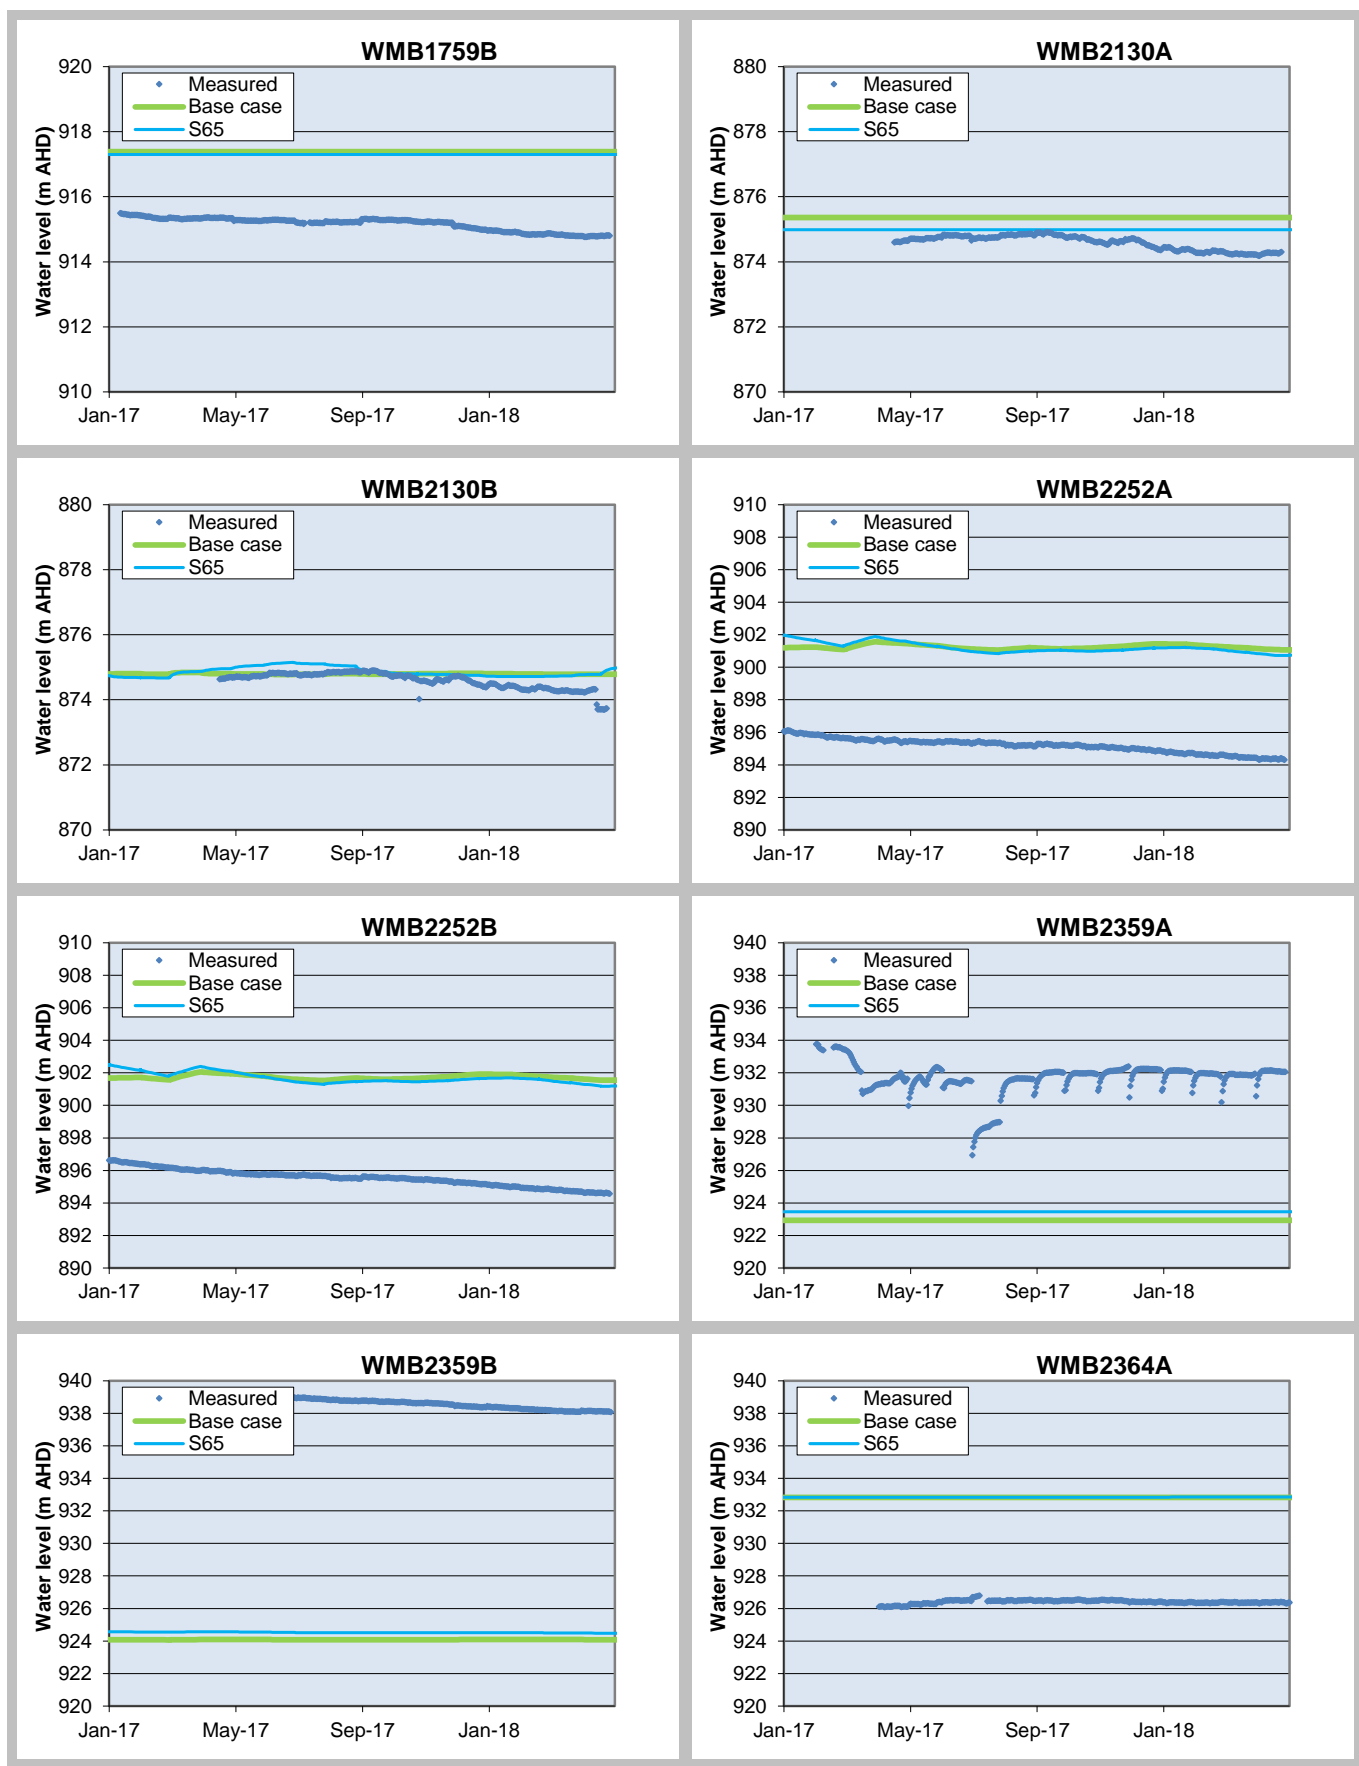 WMB1759B
Water level (m AHD)
920
918
916
914
912
910
Measured
Base case
S65
Jan-17 May-17 Sep-17 Jan-18
WMB2130A
Water level (m AHD)
880
878
876
874
872
870
Measured
Base case
S65
Jan-17 May-17 Sep-17 Jan-18
WMB2130B
Water level (m AHD)
880
878
876
874
872
870
Measured
Base case
S65
Jan-17 May-17 Sep-17 Jan-18
WMB2252A
Water level (m AHD)
910
908
906
904
902
900
898
896
894
892
890
Measured
Base case
S65
Jan-17 May-17 Sep-17 Jan-18
WMB2252B
Water level (m AHD)
910
908
906
904
902
900
898
896
894
892
890
Measured
Base case
S65
Jan-17 May-17 Sep-17 Jan-18
WMB2359A
Water level (m AHD)
940
938
936
934
932
930
928
926
924
922
920
Measured
Base case
S65
Jan-17 May-17 Sep-17 Jan-18
WMB2359B
Water level (m AHD)
940
938
936
934
932
930
928
926
924
922
920
Measured
Base case
S65
Jan-17 May-17 Sep-17 Jan-18
WMB2364A
Water level (m AHD)
940
938
936
934
932
930
928
926
924
922
920
Measured
Base case
S65
Jan-17 May-17 Sep-17 Jan-18